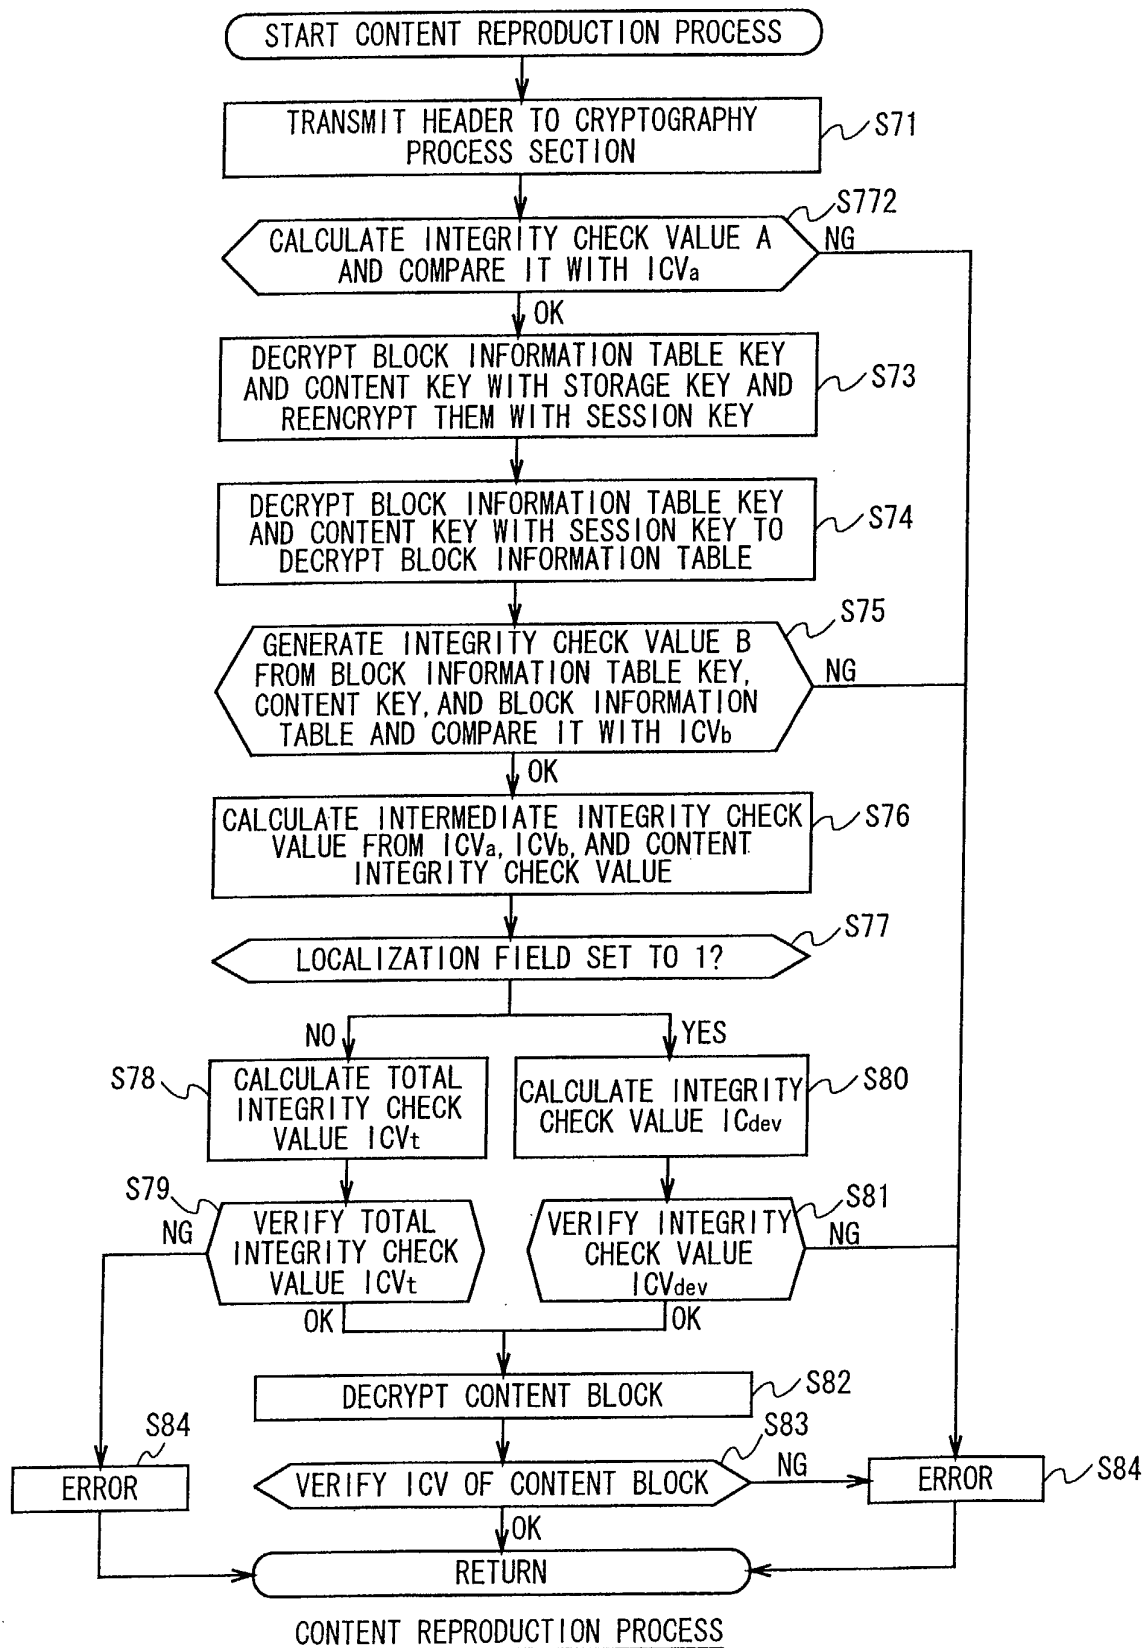 START CONTENT REPRODUCTION PROCESS
TRANSMIT HEADER TO CRYPTOGRAPHY
PROCESS SECTION
S71
S772
CALCULATE INTEGRITY CHECK VALUE A
AND COMPARE IT WITH ICVa
NG
OK
DECRYPT BLOCK INFORMATION TABLE KEY
AND CONTENT KEY WITH STORAGE KEY AND
REENCRYPT THEM WITH SESSION KEY
S73
DECRYPT BLOCK INFORMATION TABLE KEY
AND CONTENT KEY WITH SESSION KEY TO
DECRYPT BLOCK INFORMATION TABLE
S74
S75
GENERATE INTEGRITY CHECK VALUE B
FROM BLOCK INFORMATION TABLE KEY,
CONTENT KEY, AND BLOCK INFORMATION
TABLE AND COMPARE IT WITH ICVb
NG
OK
CALCULATE INTERMEDIATE INTEGRITY CHECK
VALUE FROM ICVa, ICVb, AND CONTENT
INTEGRITY CHECK VALUE
S76
S77
LOCALIZATION FIELD SET TO 1?
NO
YES
S78
CALCULATE TOTAL
INTEGRITY CHECK
VALUE ICVt
CALCULATE INTEGRITY
CHECK VALUE ICdev
S80
S79
NG
VERIFY TOTAL
INTEGRITY CHECK
VALUE ICVt
OK
S81
VERIFY INTEGRITY
CHECK VALUE
ICVdev
NG
OK
DECRYPT CONTENT BLOCK
S82
S83
VERIFY ICV OF CONTENT BLOCK
NG
OK
S84
ERROR
ERROR
S84
RETURN
CONTENT REPRODUCTION PROCESS